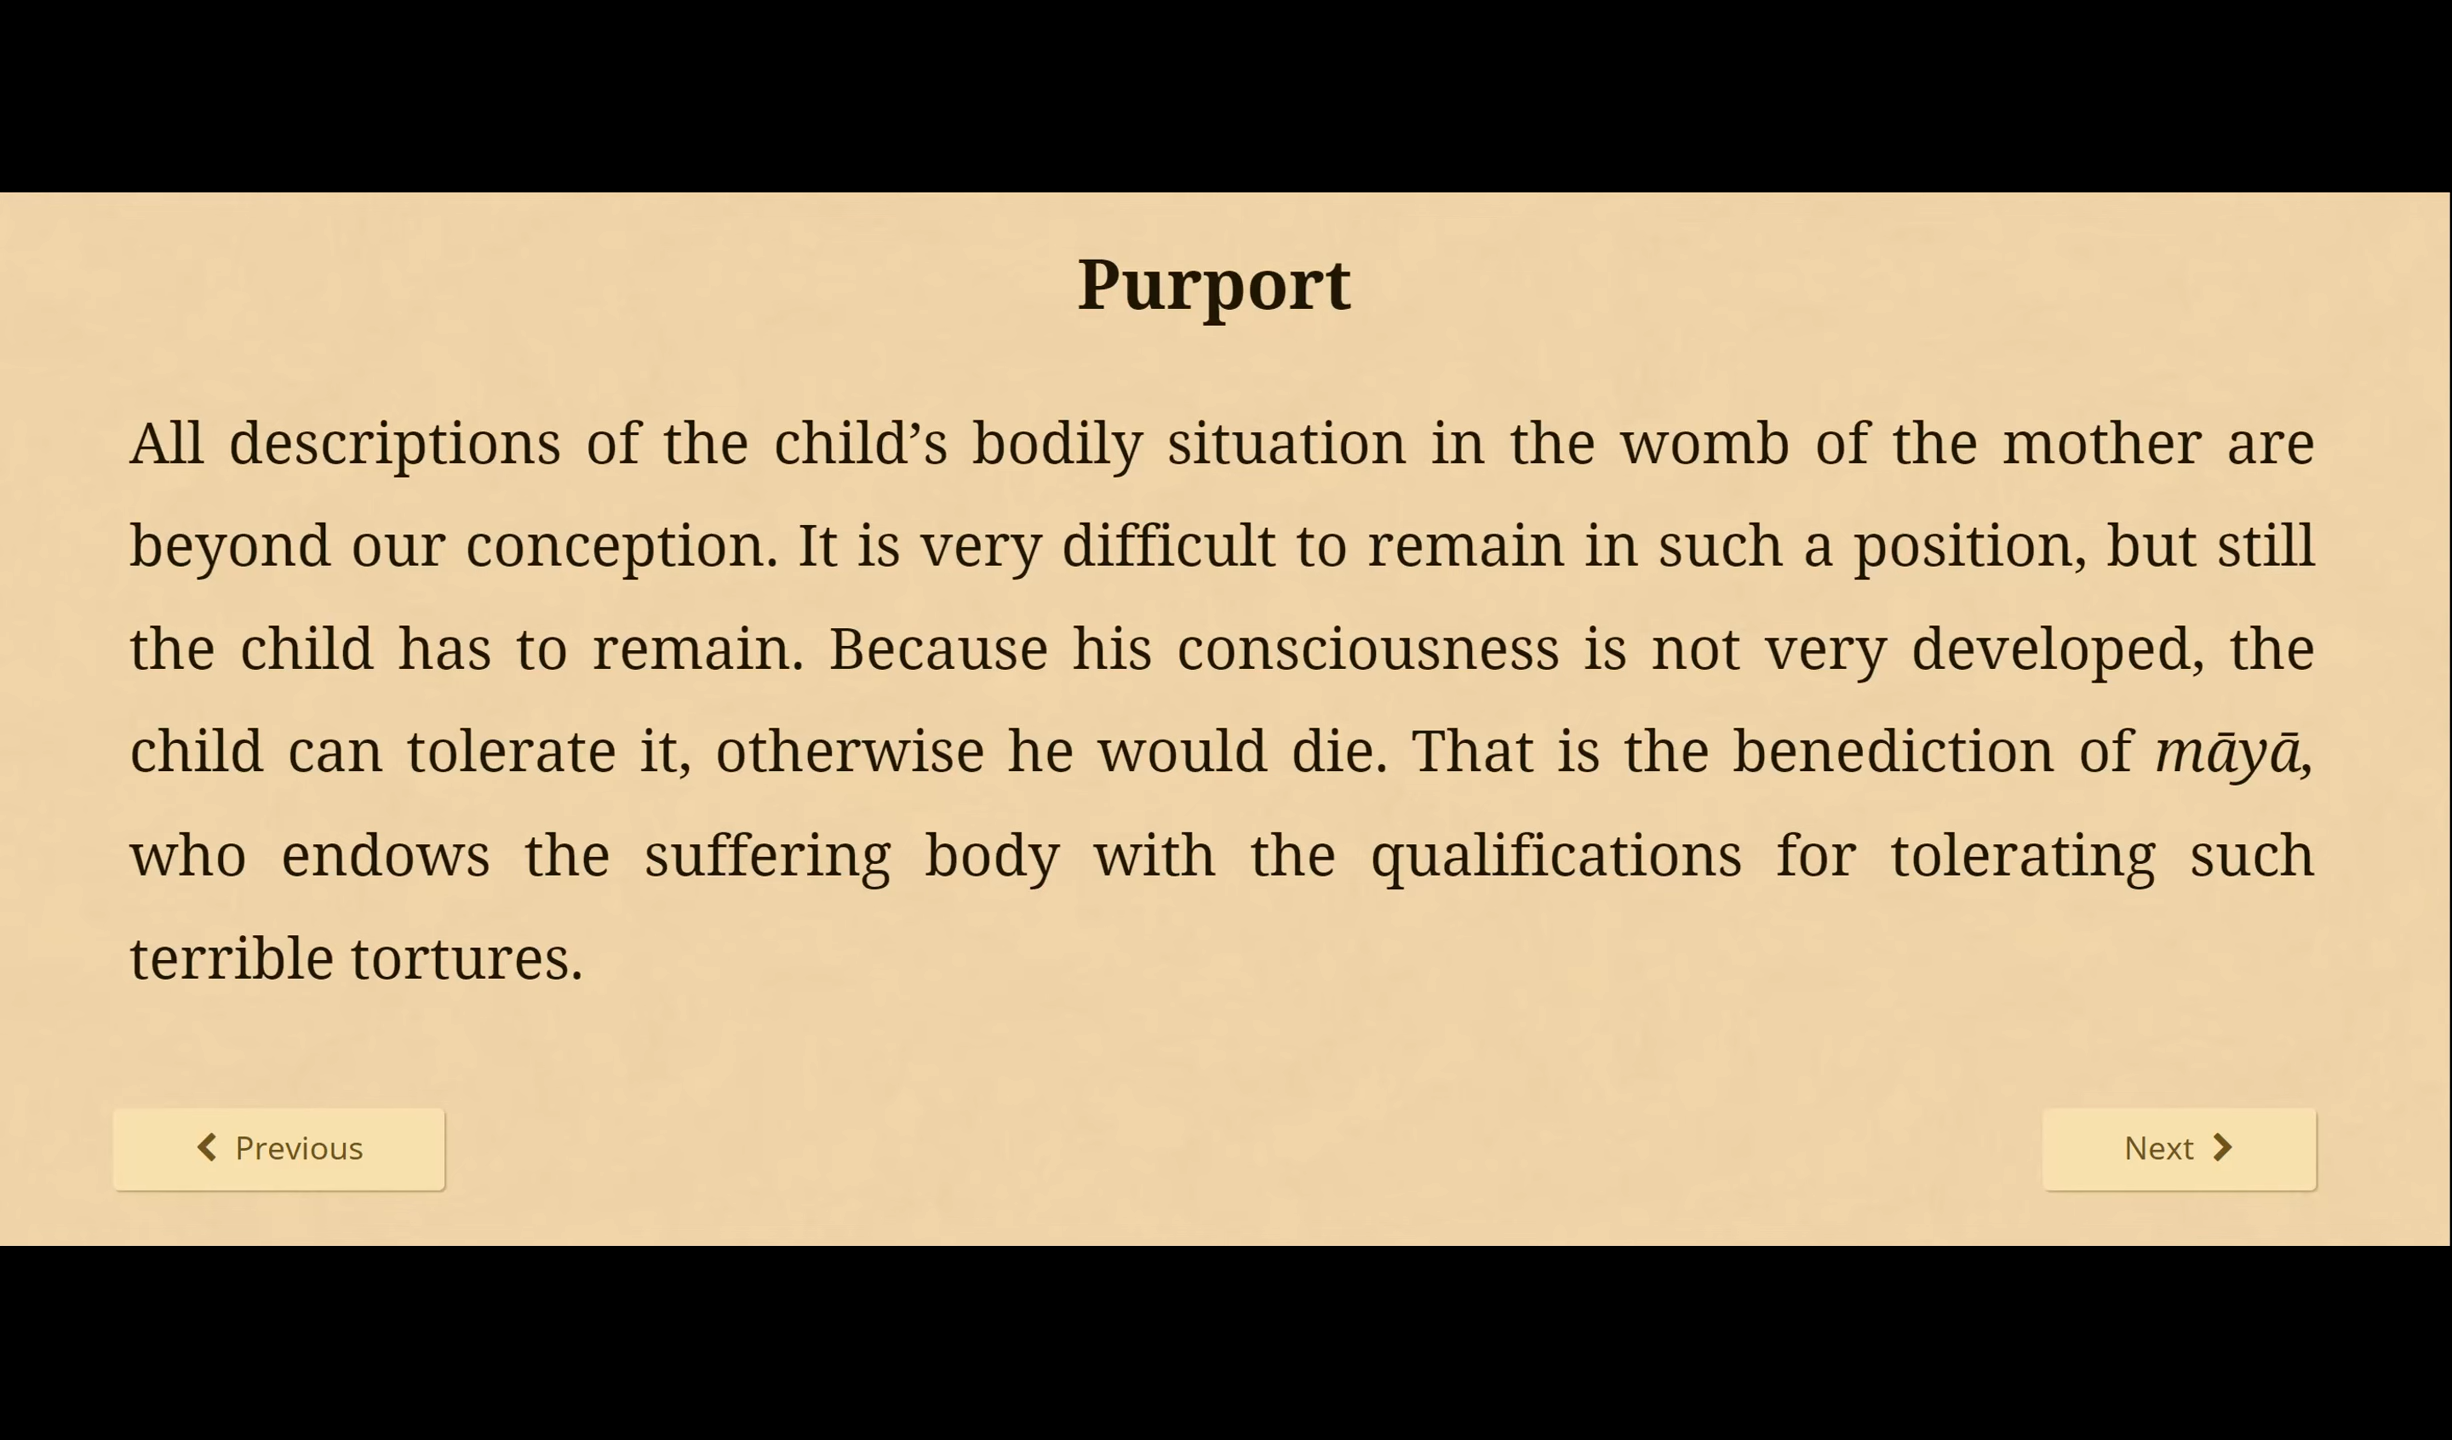 Purport
All descriptions of the child’s bodily situation in the womb of the mother are
beyond our conception. It is very difficult to remain in such a position, but still
the child has to remain. Because his consciousness is not very developed, the
child can tolerate it, otherwise he would die. That is the benediction of māyā,
who endows the suffering body with the qualifications for tolerating such
terrible tortures.
Previous
Next